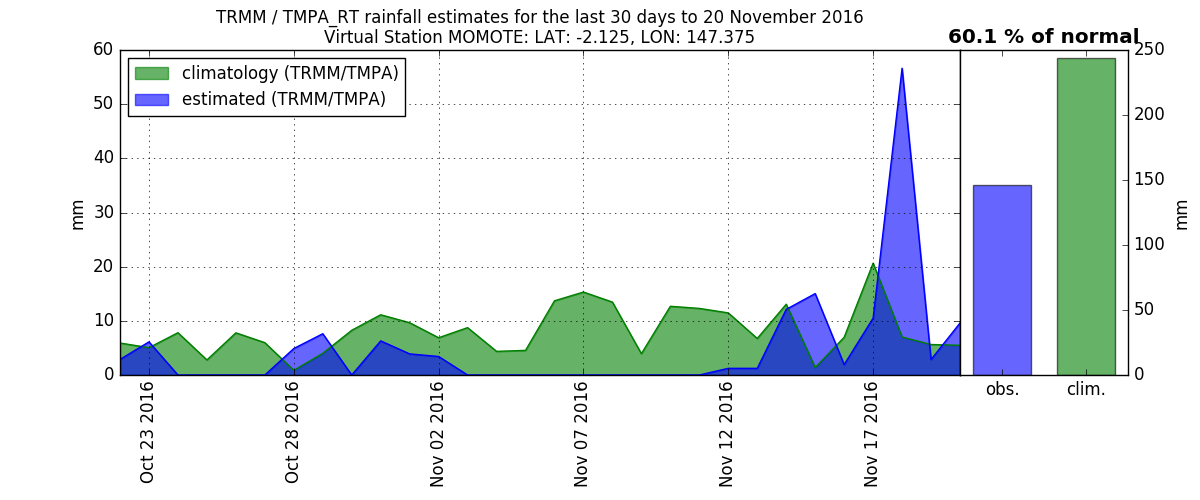 TRMM / TMPA_RT rainfall estimates for the last 30 days to 20 November 2016
Virtual Station MOMOTE: LAT: -2.125, LON: 147.375
60.1 % of normal
climatology (TRMM/TMPA)
estimated (TRMM/TMPA)
60
50
40
30
20
10
0
mm
Oct 23 2016
Oct 28 2016
Nov 02 2016
Nov 07 2016
Nov 12 2016
Nov 17 2016
250
200
150
100
50
0
mm
obs.
clim.